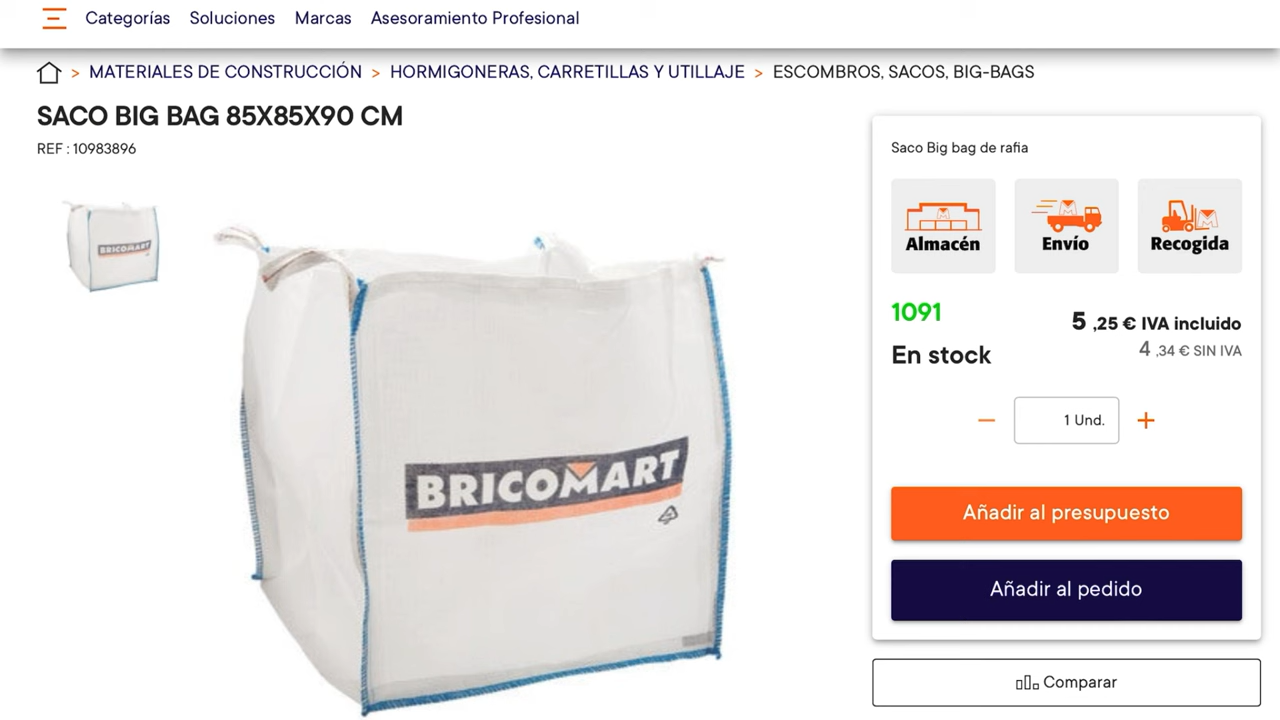 Categorías Soluciones Marcas Asesoramiento Profesional
> MATERIALES DE CONSTRUCCIÓN > HORMIGONERAS, CARRETILLAS Y UTILLAJE > ESCOMBROS, SACOS, BIG-BAGS
SACO BIG BAG 85X85X90 CM
REF : 10983896
BRICOMART
BRICOMART
Saco Big bag de rafia
Almacén
Envío
Recogida
1091
En stock
5 ,25 € IVA incluido
4 ,34 € SIN IVA
— 1 Und. +
Añadir al presupuesto
Añadir al pedido
Comparar